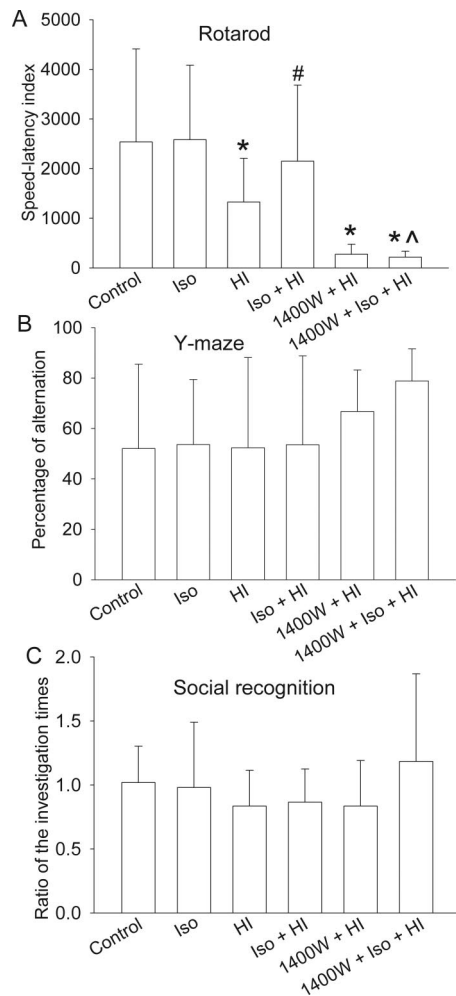 A
Rotarod
Speed-latency index
5000
4000
3000
2000
1000
0
*
#
*
* ^
Control
Iso
HI
Iso + HI
1400W + HI
1400W + Iso + HI
B
Y-maze
Percentage of alternation
100
80
60
40
20
0
Control
Iso
HI
Iso + HI
1400W + HI
1400W + Iso + HI
C
Social recognition
Ratio of the investigation times
2.0
1.5
1.0
0.5
0.0
Control
Iso
HI
Iso + HI
1400W + HI
1400W + Iso + HI